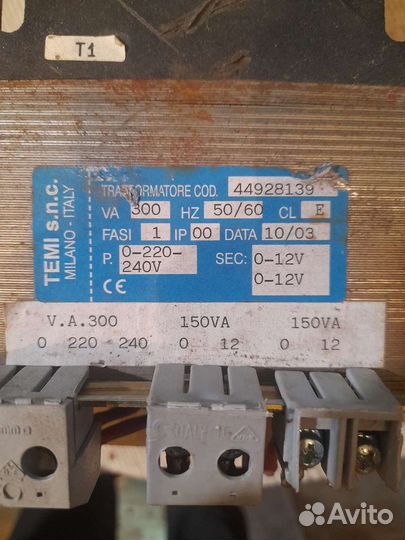 T1
TEMI s.n.c.
MILANO - ITALY
TRASFORMATORE COD. 44928139
VA 300 HZ 50/60 CL E
FASI 1 IP 00 DATA 10/03
P. 0-220-240V SEC: 0-12V
0-12V
CE
V.A.300 150VA 150VA
0 220 240 0 12 0 12
ITALY
Avito